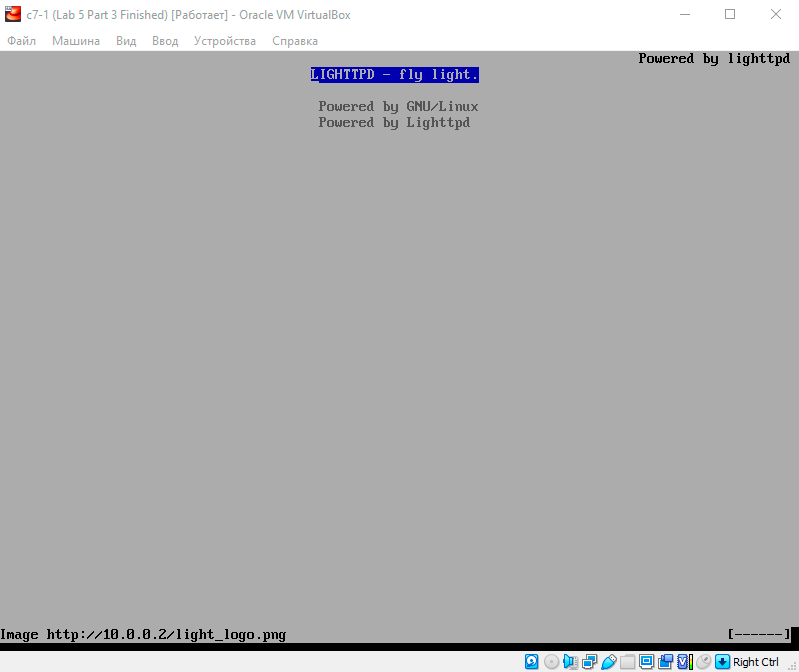 c7-1 (Lab 5 Part 3 Finished) [Работает] - Oracle VM VirtualBox
Файл Машина Вид Ввод Устройства Справка
Powered by lighttpd
LIGHTTPD - fly light.
Powered by GNU/Linux
Powered by Lighttpd
Image http://10.0.0.2/light_logo.png [------]
Right Ctrl